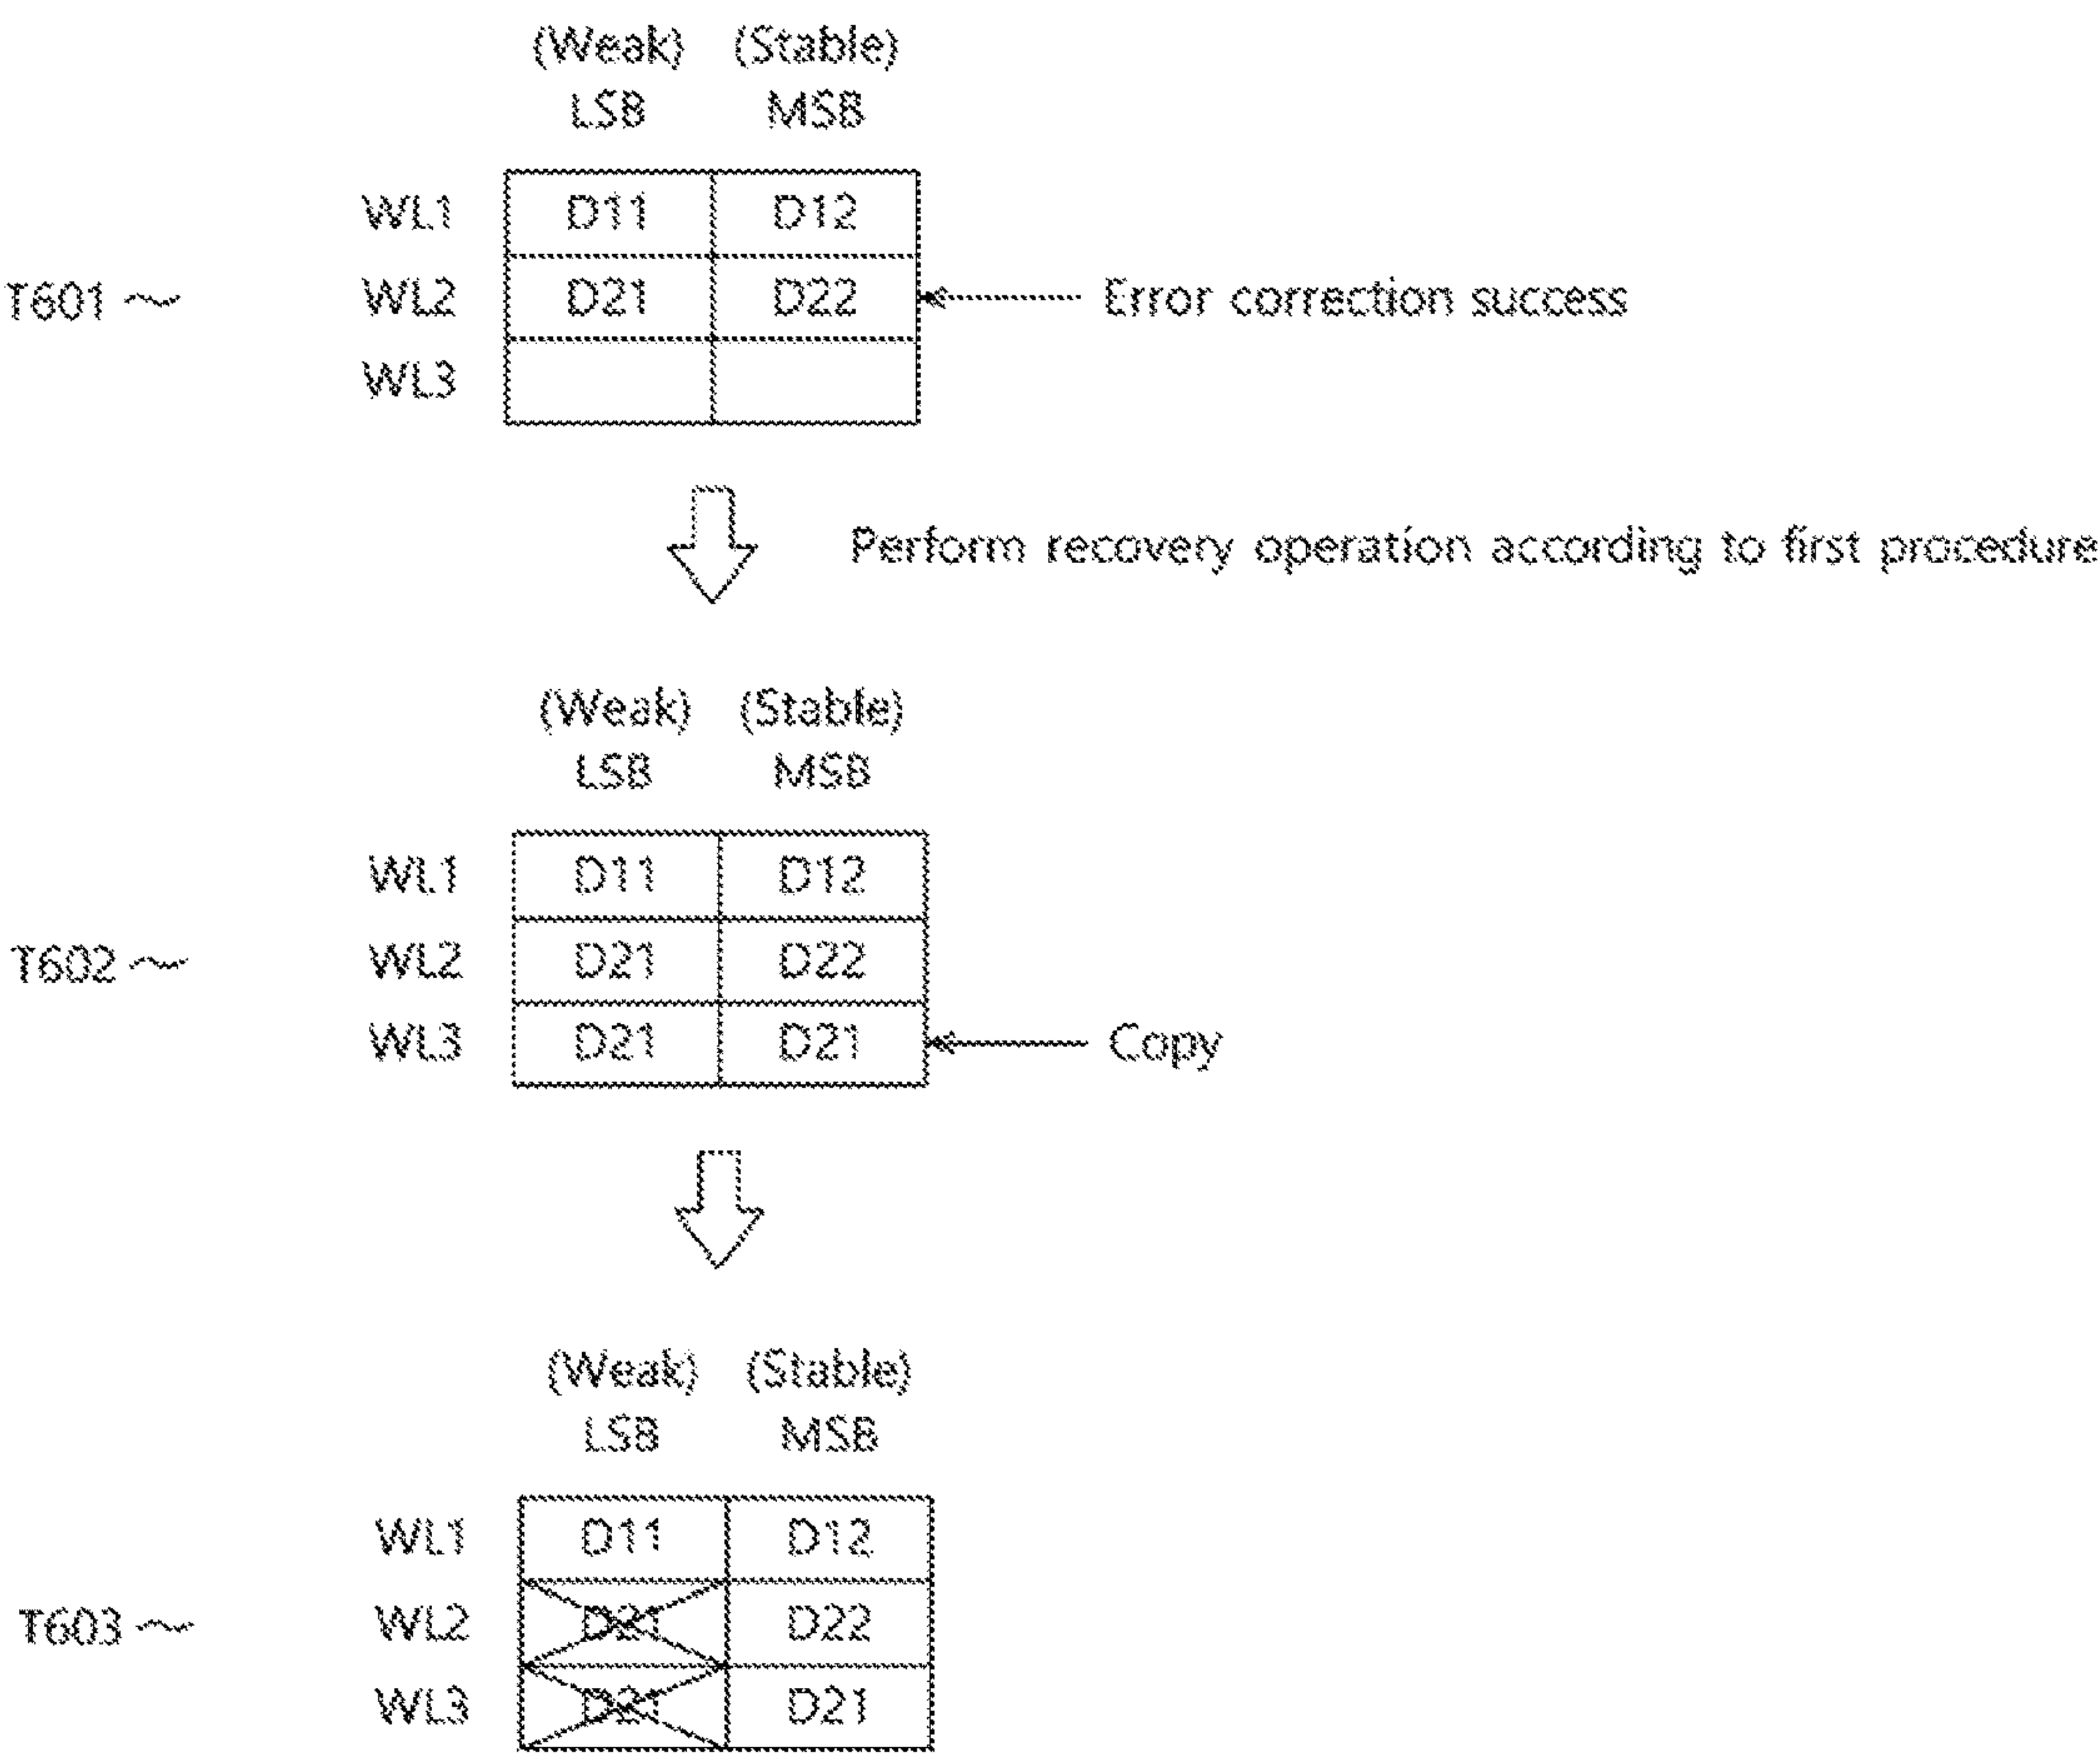 (Weak) (Stable)
LSB MSB
WL1 D11 D12
T601 WL2 D21 D22 Error correction success
WL3
Perform recovery operation according to first procedure
(Weak) (Stable)
LSB MSB
WL1 D11 D12
T602 WL2 D21 D22
WL3 D21 D21 Copy
(Weak) (Stable)
LSB MSB
WL1 D11 D12
T603 WL2 D21 D22
WL3 D21 D21